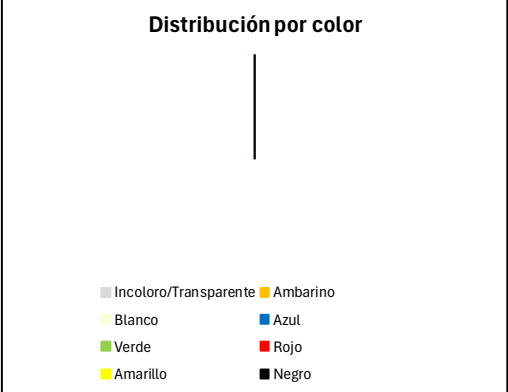 Distribución por color
Incoloro/Transparente Ambarino
Blanco Azul
Verde Rojo
Amarillo Negro